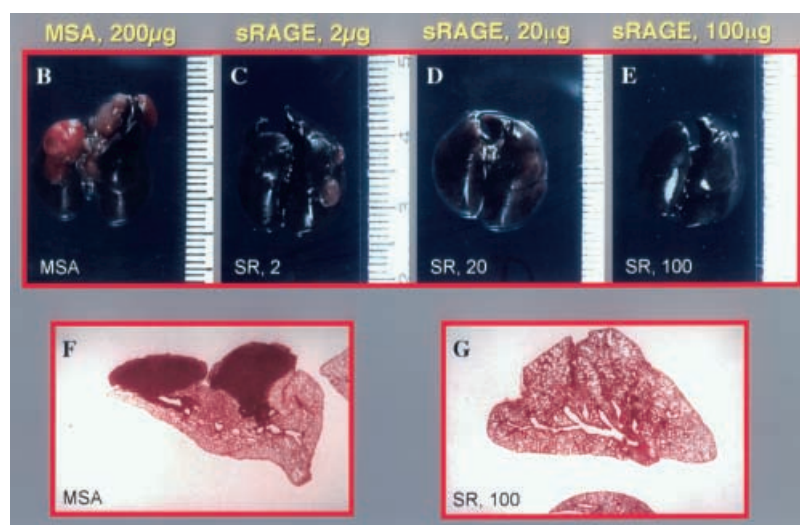 MSA, 200µg sRAGE, 2µg sRAGE, 20µg sRAGE, 100µg
B C D E
MSA SR, 2 SR, 20 SR, 100
F G
MSA SR, 100